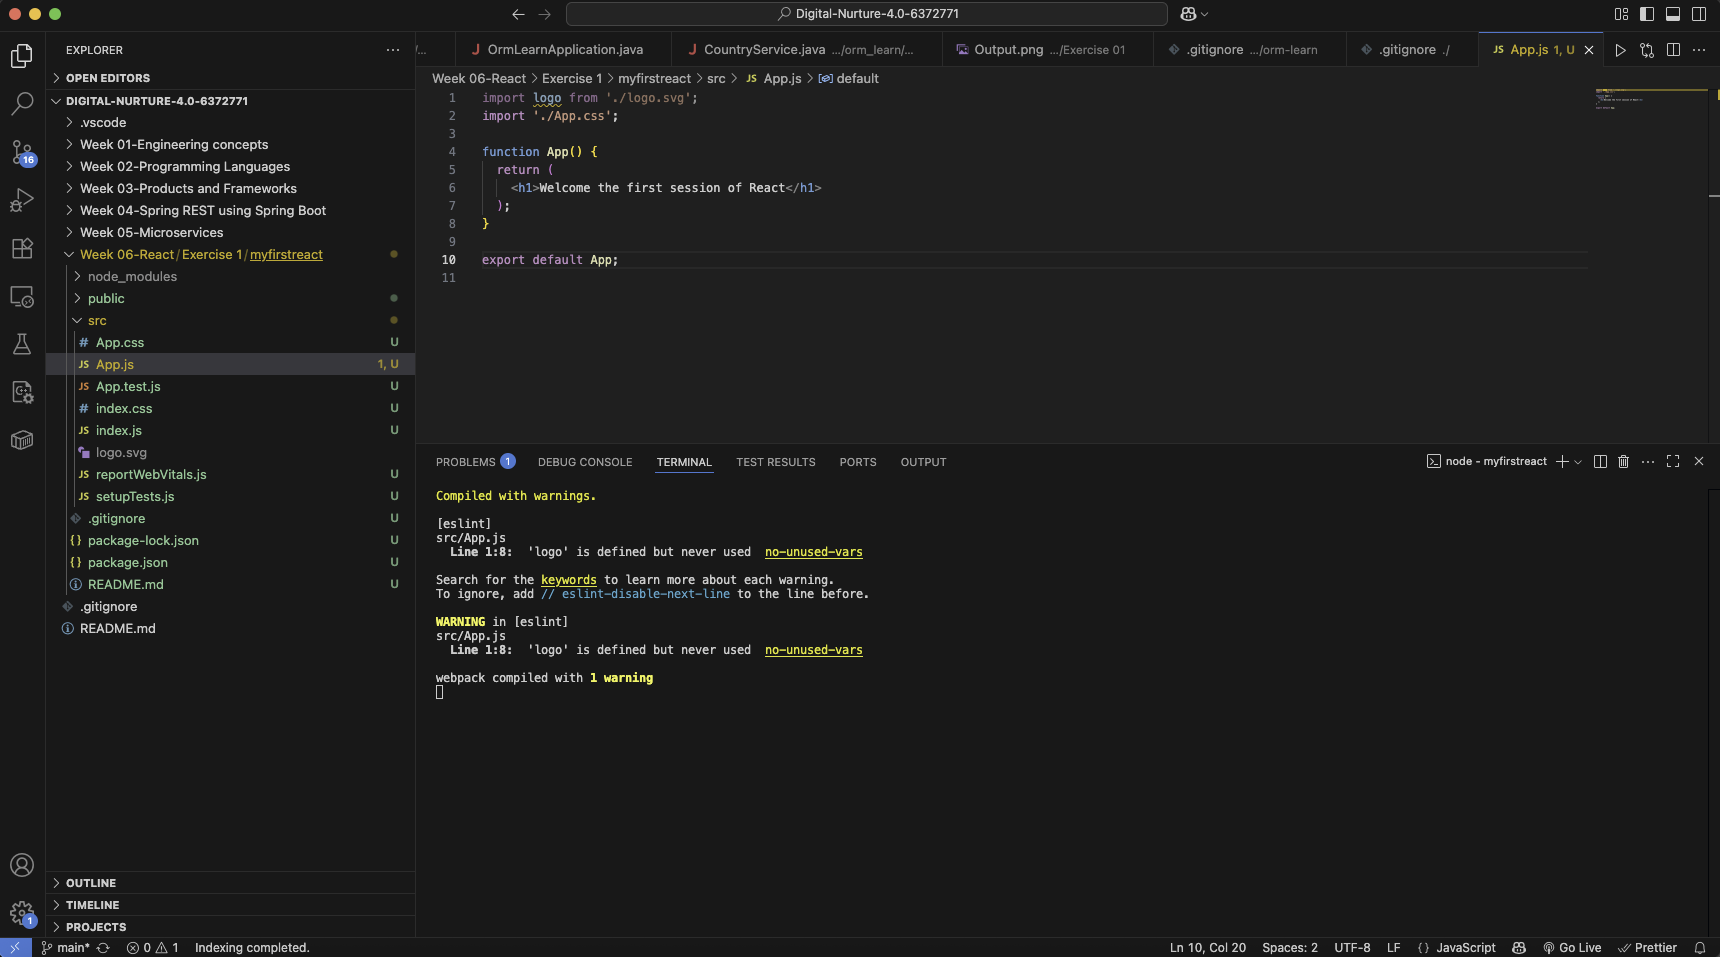 Digital-Nurture-4.0-6372771
EXPLORER
OPEN EDITORS
DIGITAL-NURTURE-4.0-6372771
.vscode
Week 01-Engineering concepts
Week 02-Programming Languages
Week 03-Products and Frameworks
Week 04-Spring REST using Spring Boot
Week 05-Microservices
Week 06-React / Exercise 1 / myfirstreact
node_modules
public
src
# App.css U
JS App.js 1, U
JS App.test.js U
# index.css U
JS index.js U
logo.svg
JS reportWebVitals.js U
JS setupTests.js U
.gitignore U
{} package-lock.json U
{} package.json U
README.md U
.gitignore
README.md
OUTLINE
TIMELINE
PROJECTS
16
1
/... J OrmLearnApplication.java J CountryService.java .../orm_learn/... Output.png .../Exercise 01 .gitignore .../orm-learn .gitignore ./ JS App.js 1, U
Week 06-React > Exercise 1 > myfirstreact > src > JS App.js > default
1 import logo from './logo.svg';
2 import './App.css';
3
4 function App() {
5 return (
6 <h1>Welcome the first session of React</h1>
7 );
8 }
9
10 export default App;
11
PROBLEMS 1 DEBUG CONSOLE TERMINAL TEST RESULTS PORTS OUTPUT node - myfirstreact
Compiled with warnings.
[eslint]
src/App.js
Line 1:8: 'logo' is defined but never used no-unused-vars
Search for the keywords to learn more about each warning.
To ignore, add // eslint-disable-next-line to the line before.
WARNING in [eslint]
src/App.js
Line 1:8: 'logo' is defined but never used no-unused-vars
webpack compiled with 1 warning
main* 0 1 Indexing completed. Ln 10, Col 20 Spaces: 2 UTF-8 LF {} JavaScript Go Live Prettier